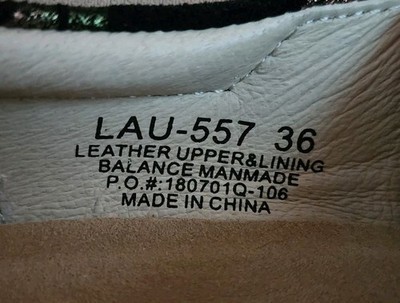 LAU-557 36
LEATHER UPPER&LINING
BALANCE MANMADE
P.O.#:180701Q-106
MADE IN CHINA